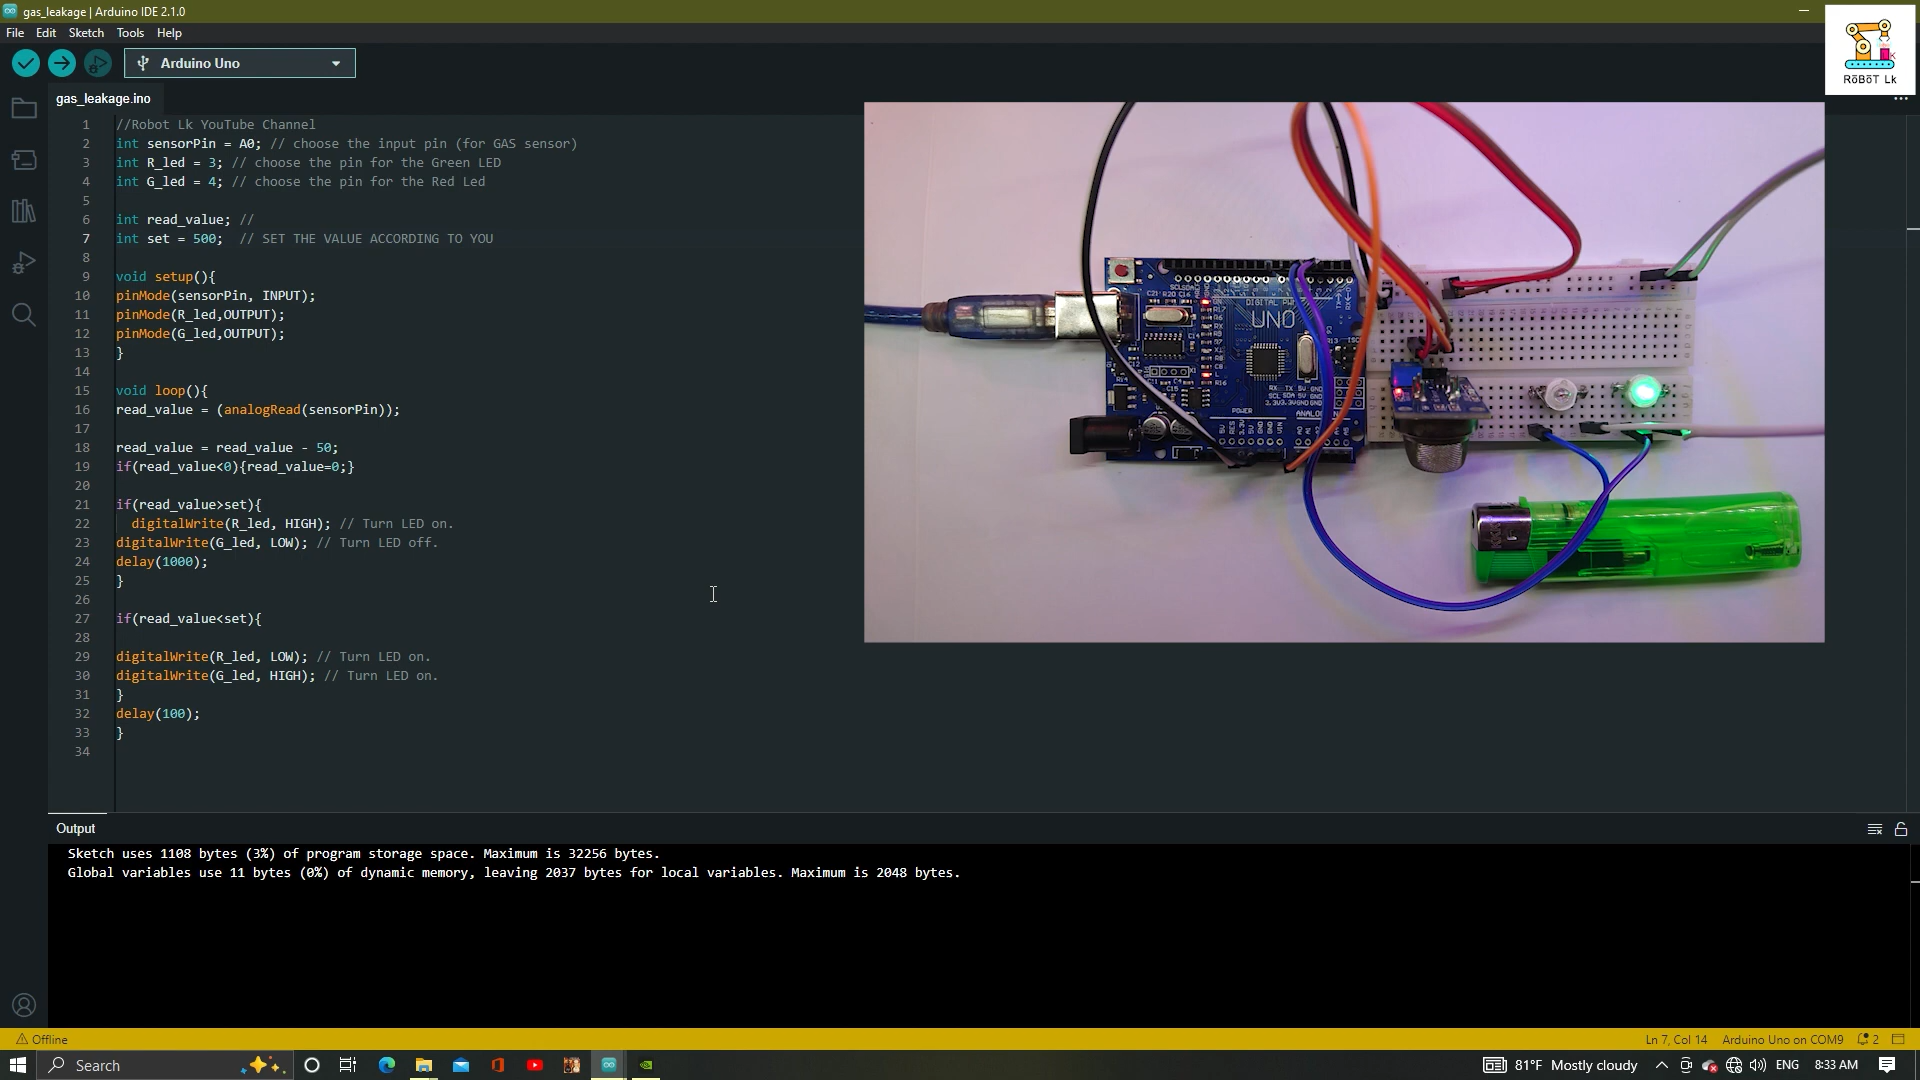 gas_leakage | Arduino IDE 2.1.0
File Edit Sketch Tools Help
Arduino Uno
RöBöT Lk
gas_leakage.ino
1 //Robot Lk YouTube Channel
2 int sensorPin = A0; // choose the input pin (for GAS sensor)
3 int R_led = 3; // choose the pin for the Green LED
4 int G_led = 4; // choose the pin for the Red Led
5
6 int read_value; //
7 int set = 500;  // SET THE VALUE ACCORDING TO YOU
8
9 void setup(){
10 pinMode(sensorPin, INPUT);
11 pinMode(R_led,OUTPUT);
12 pinMode(G_led,OUTPUT);
13 }
14
15 void loop(){
16 read_value = (analogRead(sensorPin));
17
18 read_value = read_value - 50;
19 if(read_value<0){read_value=0;}
20
21 if(read_value>set){
22   digitalWrite(R_led, HIGH); // Turn LED on.
23 digitalWrite(G_led, LOW); // Turn LED off.
24 delay(1000);
25 }
26
27 if(read_value<set){
28
29 digitalWrite(R_led, LOW); // Turn LED on.
30 digitalWrite(G_led, HIGH); // Turn LED on.
31 }
32 delay(100);
33 }
34
DIGITAL
UNO
POWER
Output
Sketch uses 1108 bytes (3%) of program storage space. Maximum is 32256 bytes.
Global variables use 11 bytes (0%) of dynamic memory, leaving 2037 bytes for local variables. Maximum is 2048 bytes.
Offline
Ln 7, Col 14 Arduino Uno on COM9 2
Search
81°F Mostly cloudy
ENG
8:33 AM